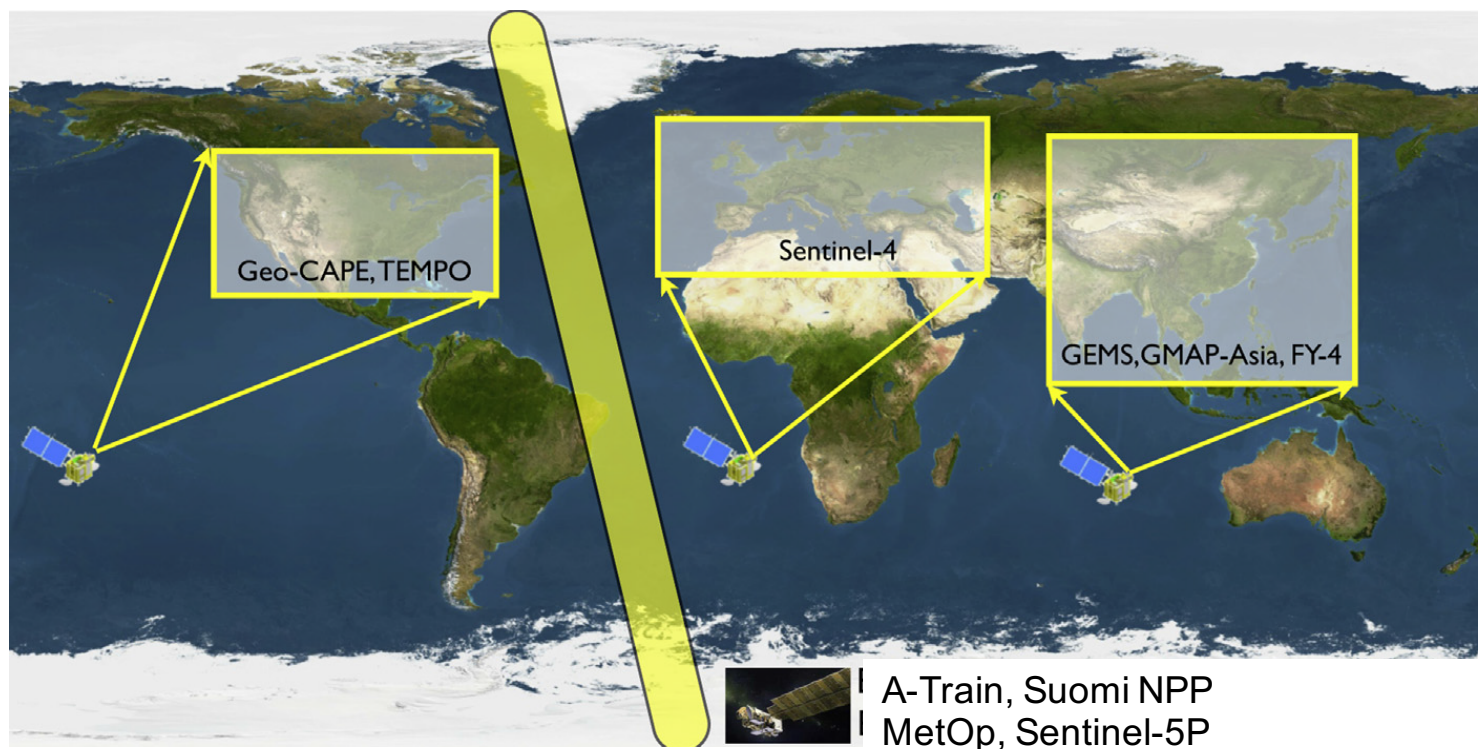 Geo-CAPE, TEMPO
Sentinel-4
GEMS,GMAP-Asia, FY-4
A-Train, Suomi NPP
MetOp, Sentinel-5P